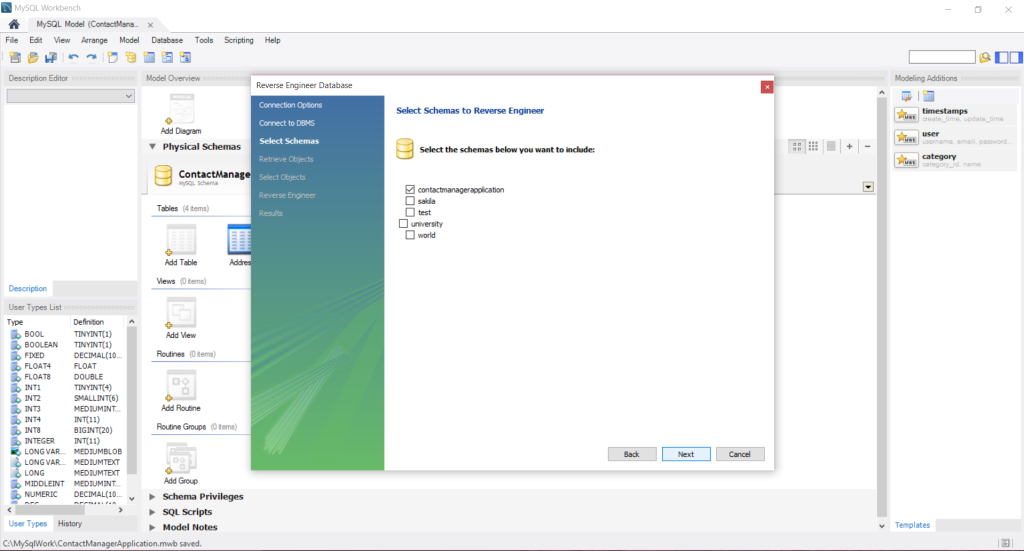 MySQL Workbench
MySQL Model (ContactMana..
File Edit View Arrange Model Database Tools Scripting Help
Description Editor
Description
User Types List
Type Definition
BOOL TINYINT(1)
BOOLEAN TINYINT(1)
FIXED DECIMAL(10...
FLOAT4 FLOAT
FLOAT8 DOUBLE
INT1 TINYINT(4)
INT2 SMALLINT(6)
INT3 MEDIUMINT...
INT4 INT(11)
INT8 BIGINT(20)
INTEGER INT(11)
LONG VAR... MEDIUMBLOB
LONG VAR... MEDIUMTEXT
LONG MEDIUMTEXT
MIDDLEINT MEDIUMINT...
NUMERIC DECIMAL(10...
User Types History
Model Overview
Add Diagram
Physical Schemas
ContactManage
MySQL Schema
Tables (4 items)
Add Table
Addres
Views (0 items)
Add View
Routines (0 items)
Add Routine
Routine Groups (0 items)
Add Group
Schema Privileges
SQL Scripts
Model Notes
Reverse Engineer Database
Connection Options
Connect to DBMS
Select Schemas
Retrieve Objects
Select Objects
Reverse Engineer
Results
Select Schemas to Reverse Engineer
Select the schemas below you want to include:
contactmanagerapplication
sakila
test
university
world
Back Next Cancel
Modeling Additions
timestamps
create_time, update_time
user
username, email, password...
category
category_id, name
Templates
C:\MySqlWork\ContactManagerApplication.mwb saved.